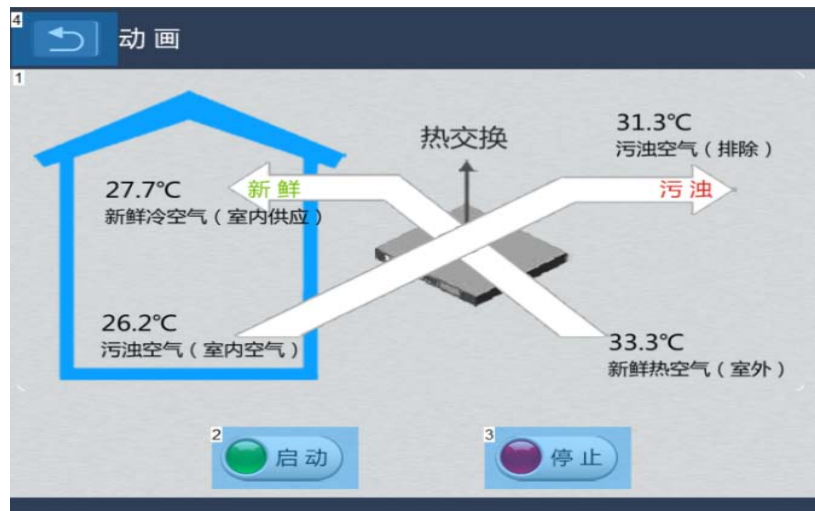 4
动画
1
31.3℃
污浊空气（排除）
热交换
27.7℃
新鲜
污浊
新鲜冷空气（室内供应）
26.2℃
污浊空气（室内空气）
33.3℃
新鲜热空气（室外）
2
启动
3
停止